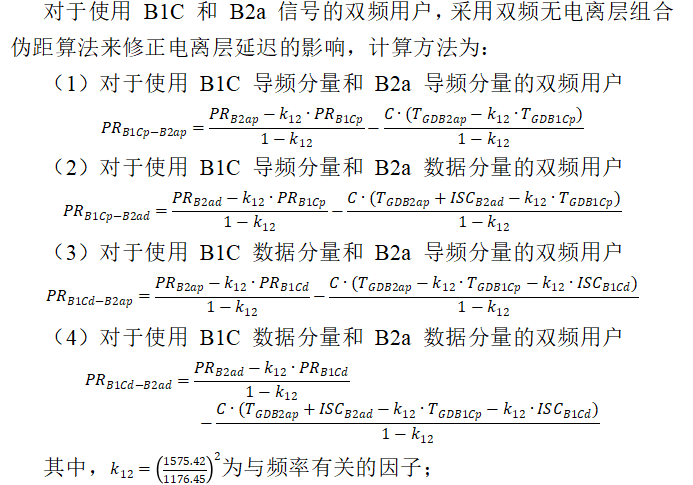 对于使用 B1C 和 B2a 信号的双频用户，采用双频无电离层组合
伪距算法来修正电离层延迟的影响，计算方法为：
（1）对于使用 B1C 导频分量和 B2a 导频分量的双频用户
$PR_{B1Cp-B2ap} = \frac{PR_{B2ap} - k_{12} \cdot PR_{B1Cp}}{1 - k_{12}} - \frac{C \cdot (T_{GDB2ap} - k_{12} \cdot T_{GDB1Cp})}{1 - k_{12}}$
（2）对于使用 B1C 导频分量和 B2a 数据分量的双频用户
$PR_{B1Cp-B2ad} = \frac{PR_{B2ad} - k_{12} \cdot PR_{B1Cp}}{1 - k_{12}} - \frac{C \cdot (T_{GDB2ap} + ISC_{B2ad} - k_{12} \cdot T_{GDB1Cp})}{1 - k_{12}}$
（3）对于使用 B1C 数据分量和 B2a 导频分量的双频用户
$PR_{B1Cd-B2ap} = \frac{PR_{B2ap} - k_{12} \cdot PR_{B1Cd}}{1 - k_{12}} - \frac{C \cdot (T_{GDB2ap} - k_{12} \cdot T_{GDB1Cp} - k_{12} \cdot ISC_{B1Cd})}{1 - k_{12}}$
（4）对于使用 B1C 数据分量和 B2a 数据分量的双频用户
$PR_{B1Cd-B2ad} = \frac{PR_{B2ad} - k_{12} \cdot PR_{B1Cd}}{1 - k_{12}}$
$- \frac{C \cdot (T_{GDB2ap} + ISC_{B2ad} - k_{12} \cdot T_{GDB1Cp} - k_{12} \cdot ISC_{B1Cd})}{1 - k_{12}}$
其中，$k_{12} = \left(\frac{1575.42}{1176.45}\right)^2$为与频率有关的因子；